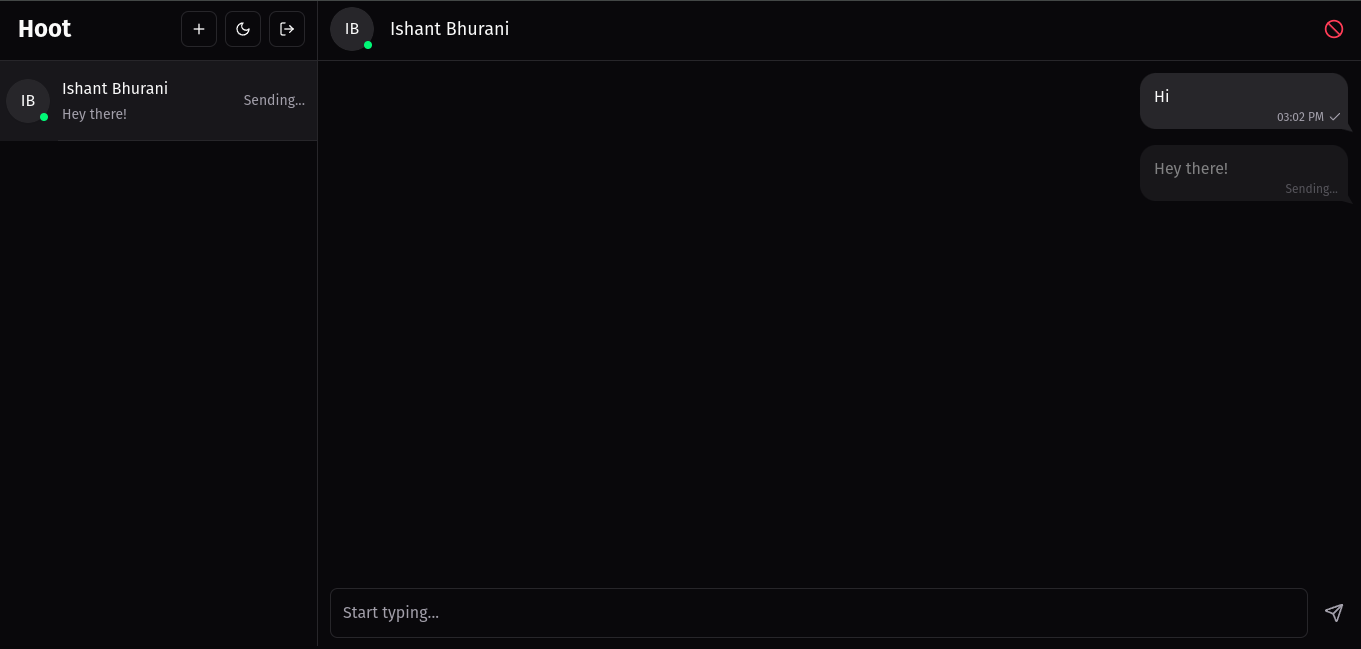 Hoot
IB
Ishant Bhurani
Hey there!
Sending...
IB
Ishant Bhurani
Hi
03:02 PM
Hey there!
Sending...
Start typing...